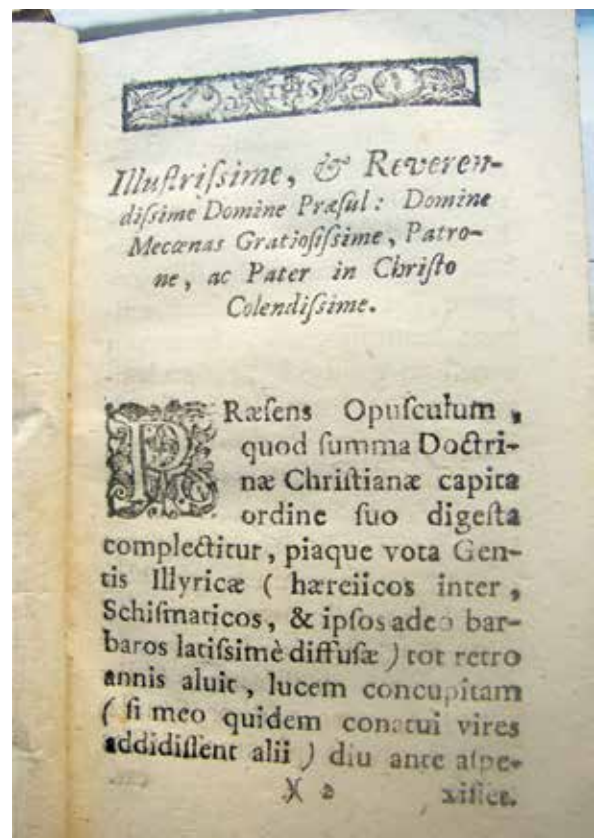 IHS
Illuſtriſsime, & Reveren-
diſsime Domine Præſul: Domine
Mecœnas Gratioſiſsime, Patro-
ne, ac Pater in Chriſto
Colendiſsime.
PRæſens Opuſculum,
quod ſumma Doctri-
næ Chriſtianæ capita
ordine ſuo digeſta
complectitur, piaque vota Gen-
tis Illyricæ ( hæreiicos inter,
Schiſmaticos, & ipſos adeò bar-
baros latiſſimè diffuſæ ) tot retro
annis aluit, lucem concupitam
( ſi meo quidem conatui vires
addidiſſent alii ) diu ante aſpe-
X 2 xiſſet.